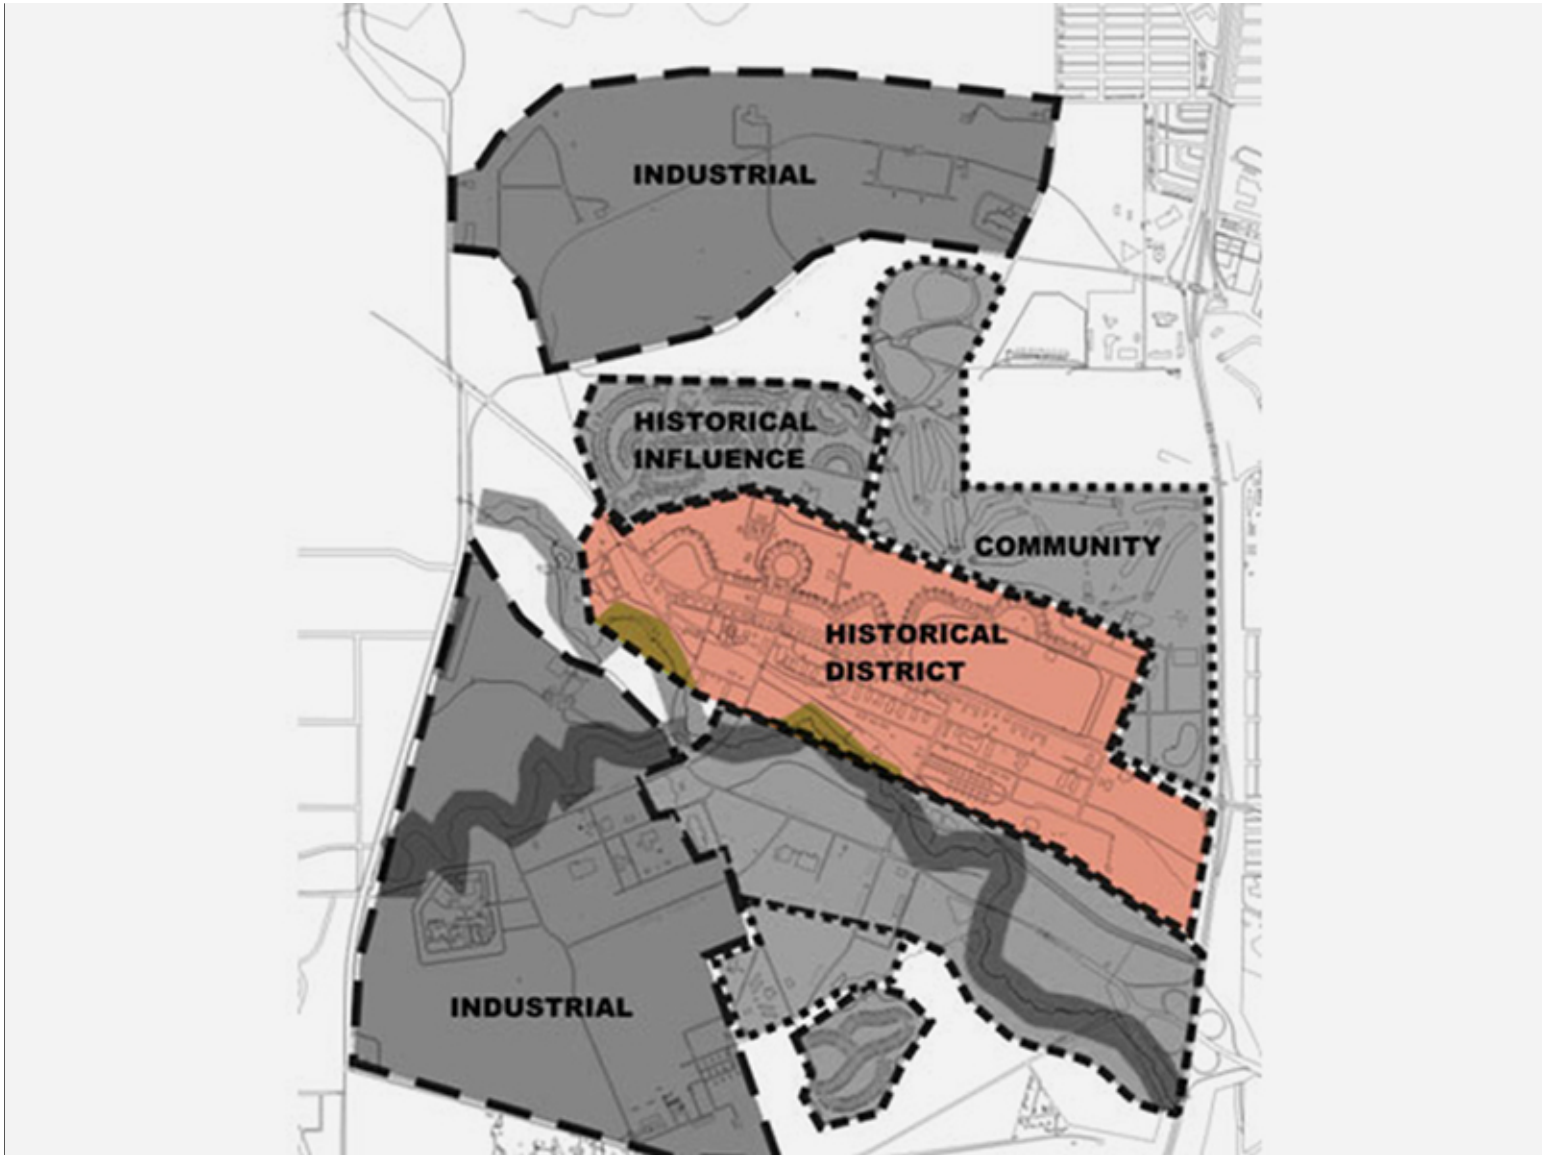 INDUSTRIAL
HISTORICAL
INFLUENCE
COMMUNITY
HISTORICAL
DISTRICT
INDUSTRIAL